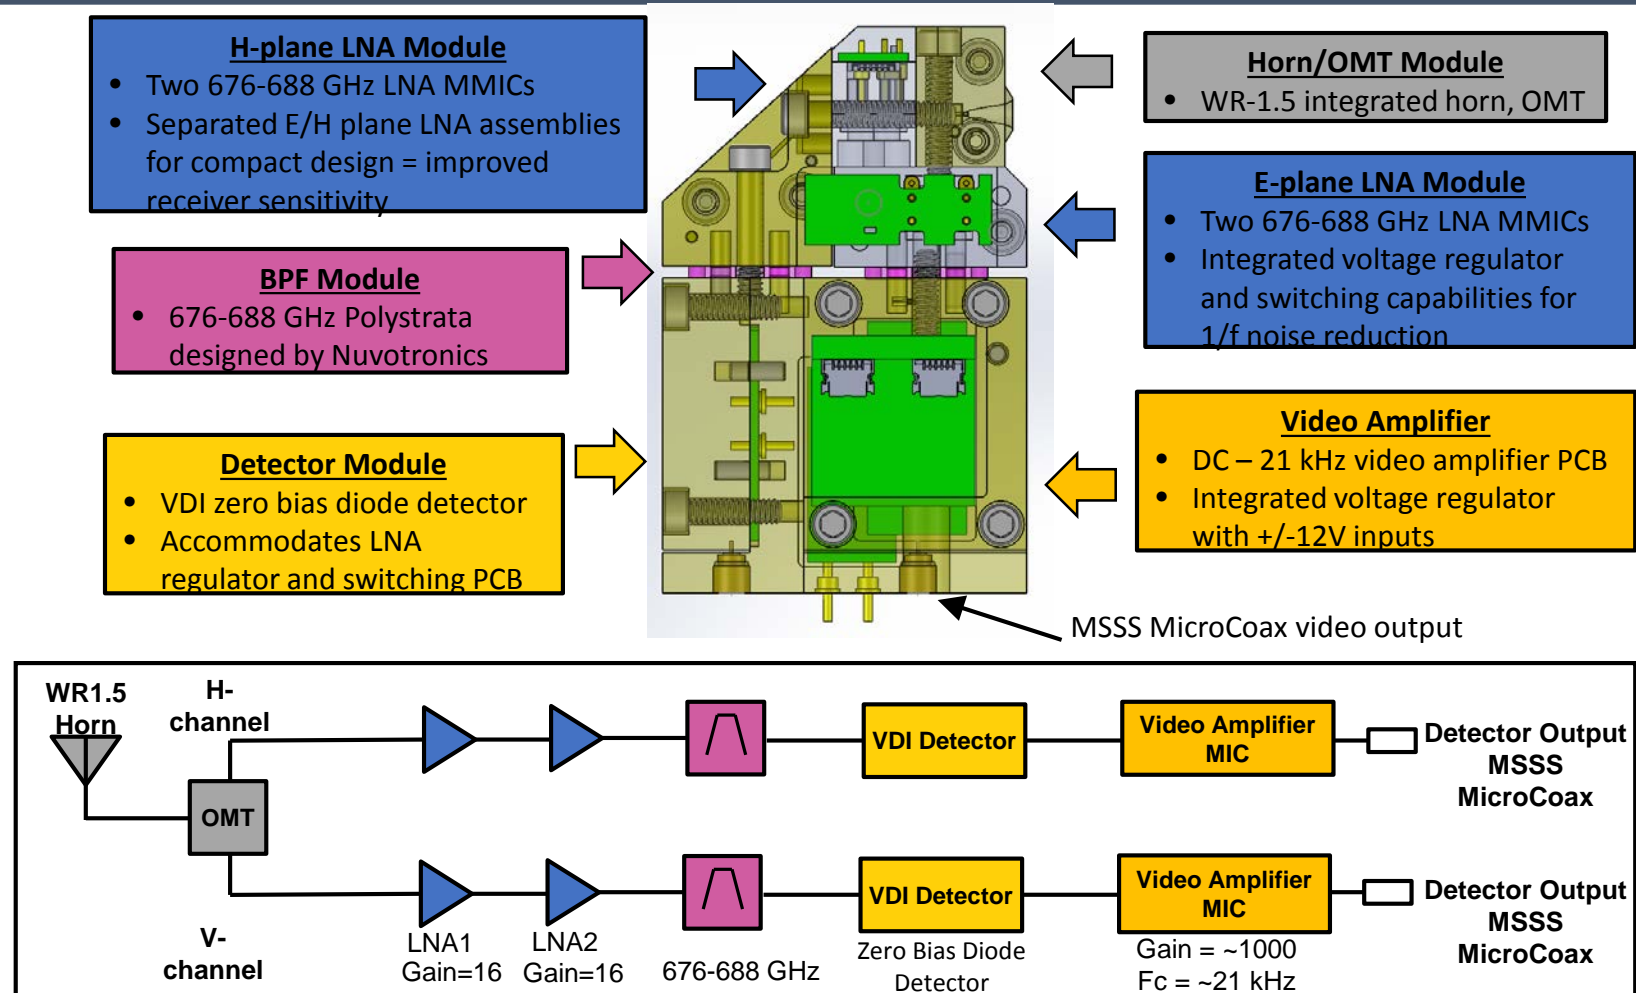 H-plane LNA Module
• Two 676-688 GHz LNA MMICs
• Separated E/H plane LNA assemblies
for compact design = improved
receiver sensitivity
BPF Module
• 676-688 GHz Polystrata
designed by Nuvotronics
Detector Module
• VDI zero bias diode detector
• Accommodates LNA
regulator and switching PCB
Horn/OMT Module
• WR-1.5 integrated horn, OMT
E-plane LNA Module
• Two 676-688 GHz LNA MMICs
• Integrated voltage regulator
and switching capabilities for
1/f noise reduction
Video Amplifier
• DC – 21 kHz video amplifier PCB
• Integrated voltage regulator
with +/-12V inputs
MSSS MicroCoax video output
WR1.5
Horn
H-
channel
OMT
V-
channel
VDI Detector
Video Amplifier
MIC
Detector Output
MSSS
MicroCoax
LNA1
Gain=16
LNA2
Gain=16
676-688 GHz
VDI Detector
Zero Bias Diode
Detector
Video Amplifier
MIC
Gain = ~1000
Fc = ~21 kHz
Detector Output
MSSS
MicroCoax